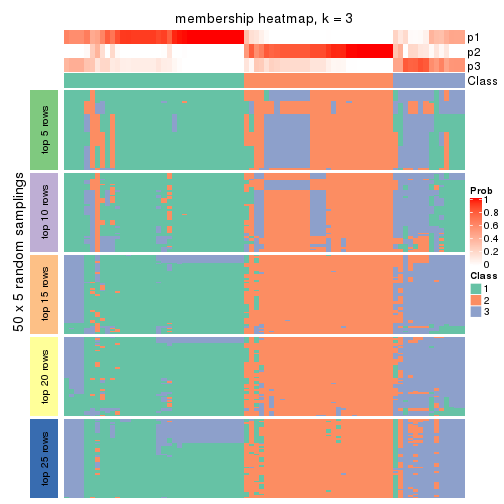 membership heatmap, k = 3
p1
p2
p3
Class
50 x 5 random samplings
top 5 rows
top 10 rows
top 15 rows
top 20 rows
top 25 rows
Prob
1
0.8
0.6
0.4
0.2
0
Class
1
2
3